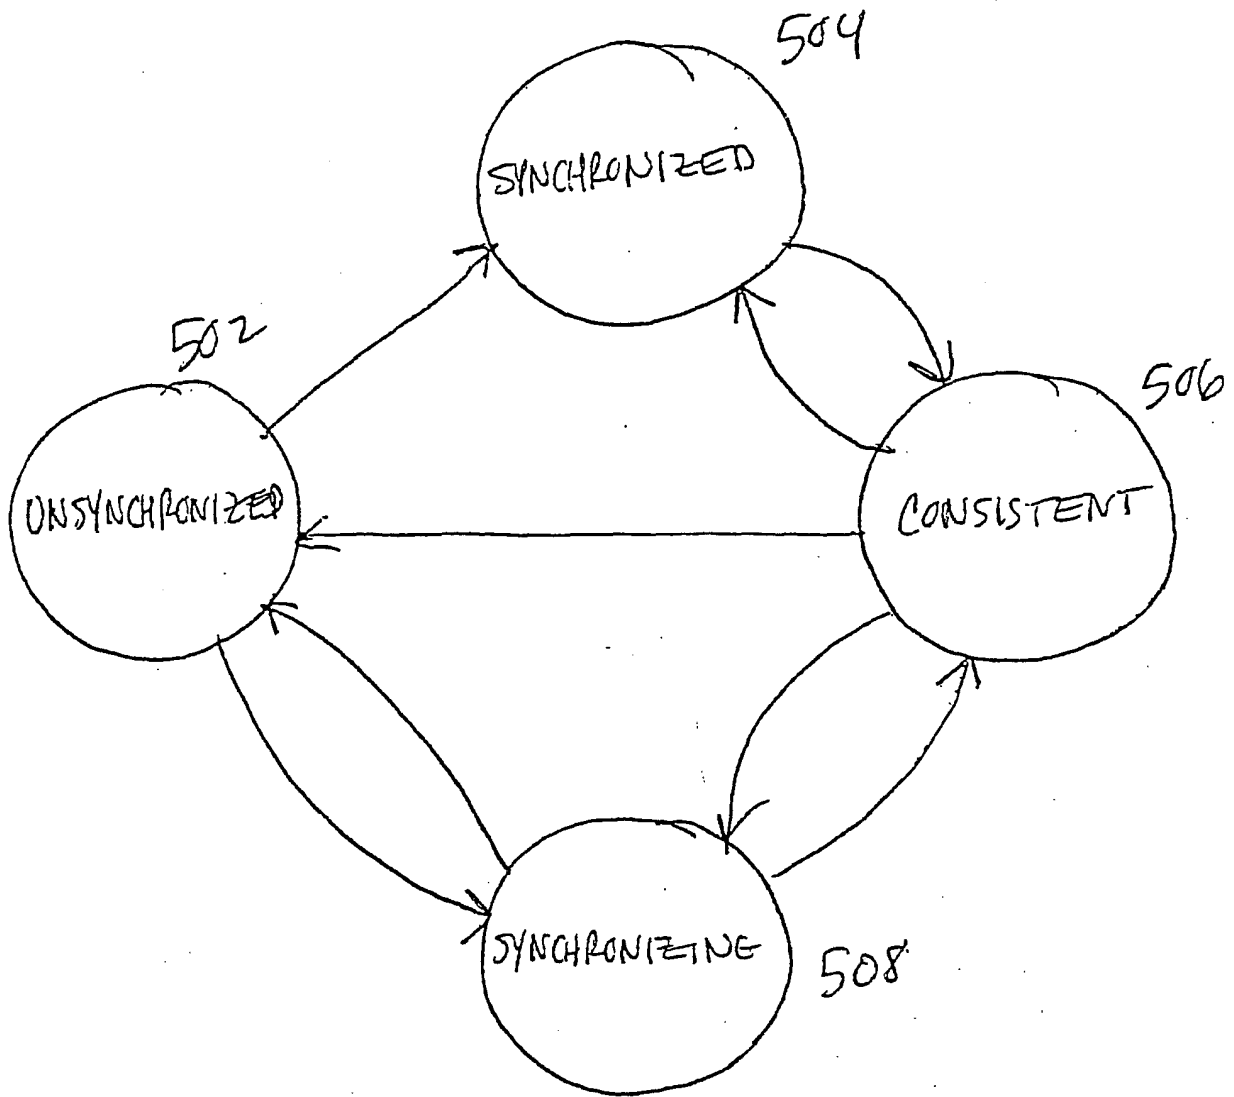 504
SYNCHRONIZED
502
506
UNSYNCHRONIZED
CONSISTENT
SYNCHRONIZING
508